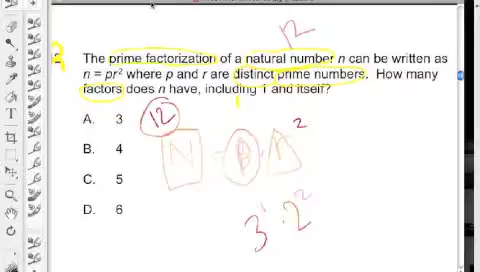 12
2. The prime factorization of a natural number n can be written as
n = pr² where p and r are distinct prime numbers. How many
factors does n have, including 1 and itself?
A. 3
12
B. 4
N = p · r²
C. 5
D. 6
3¹ · 2²